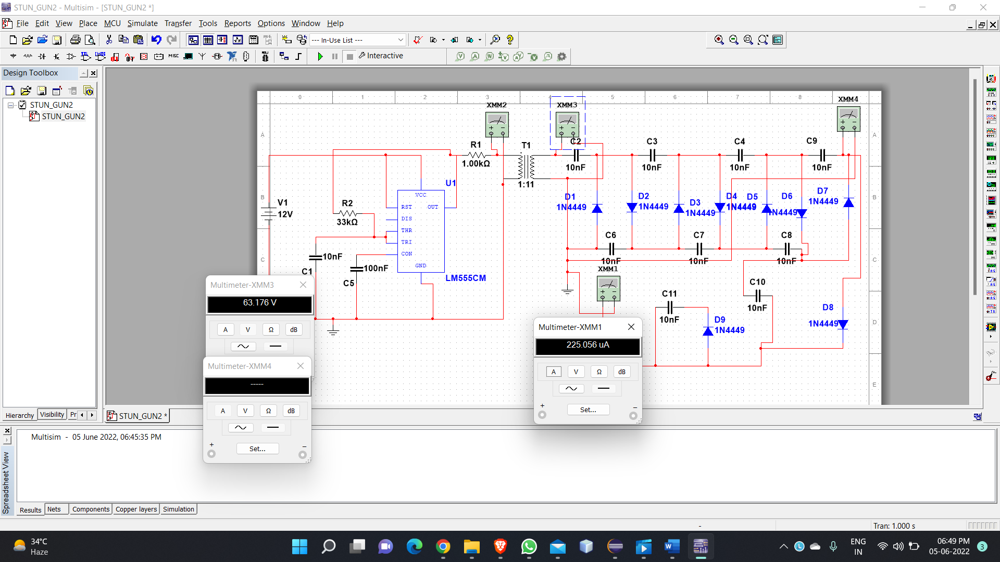 STUN_GUN2 - Multisim - [STUN_GUN2 *]
File Edit View Place MCU Simulate Transfer Tools Reports Options Window Help
--- In-Use List ---
MISC
Interactive
Design Toolbox
STUN_GUN2
STUN_GUN2
0 1 2 3 4 5 6 7 8
A
B
C
A
B
C
D
E
XMM2
XMM3
XMM4
R1
1.00kΩ
T1
1:11
C2
10nF
C3
10nF
C4
10nF
C9
10nF
V1
12V
R2
33kΩ
U1
VCC
RST OUT
DIS
THR
TRI
CON
GND
LM555CM
10nF
C1
100nF
C5
D1
1N4449
D2
1N4449
D3
1N4449
D4
1N4449
D5
D6
1N4449
D7
1N4449
C6
10nF
C7
10nF
C8
10nF
XMM1
C11
10nF
C10
10nF
D9
1N4449
D8
1N4449
Multimeter-XMM3
63.176 V
A V Ω dB
Multimeter-XMM4
-----
A V Ω dB
+ −
Set...
Multimeter-XMM1
225.056 uA
A V Ω dB
+ −
Set...
Hierarchy Visibility Pr
STUN_GUN2 *
Multisim - 05 June 2022, 06:45:35 PM
Spreadsheet View
Results Nets Components Copper layers Simulation
-
Tran: 1.000 s
34°C
Haze
ENG
IN
06:49 PM
05-06-2022
3